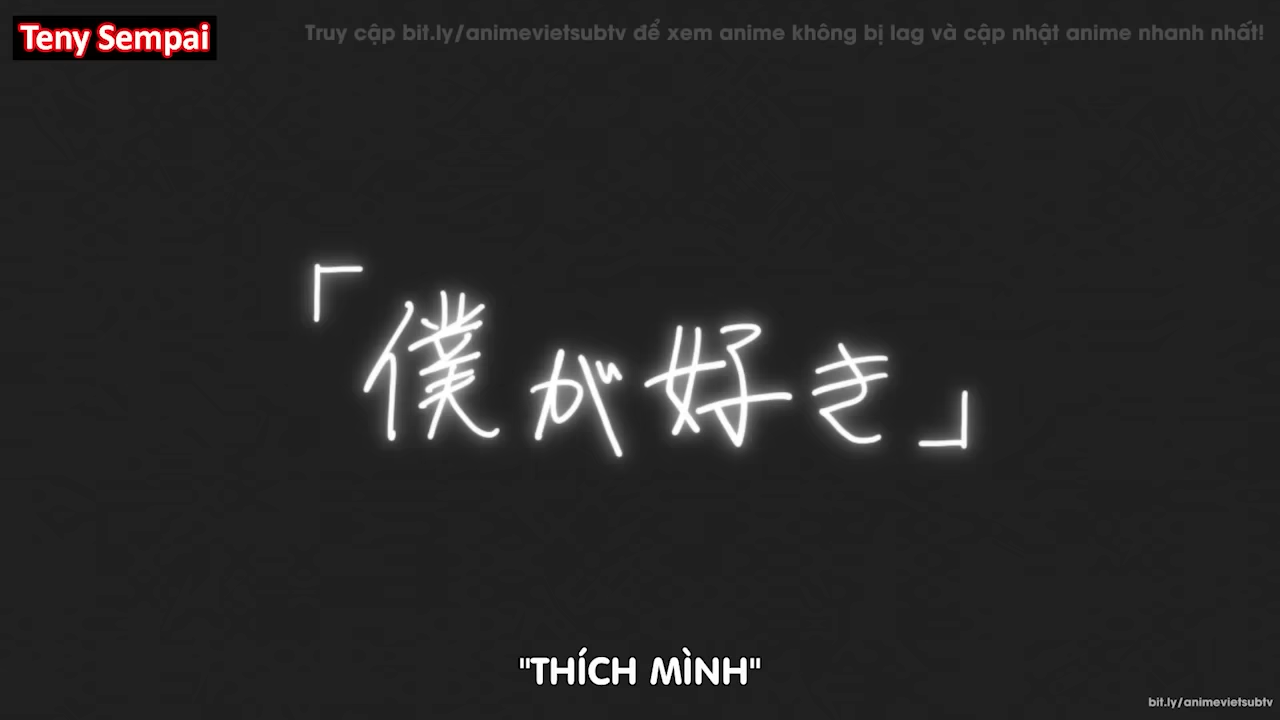 Teny Sempai
Truy cập bit.ly/animevietsubtv để xem anime không bị lag và cập nhật anime nhanh nhất!
「僕が好き」
"THÍCH MÌNH"
bit.ly/animevietsubtv